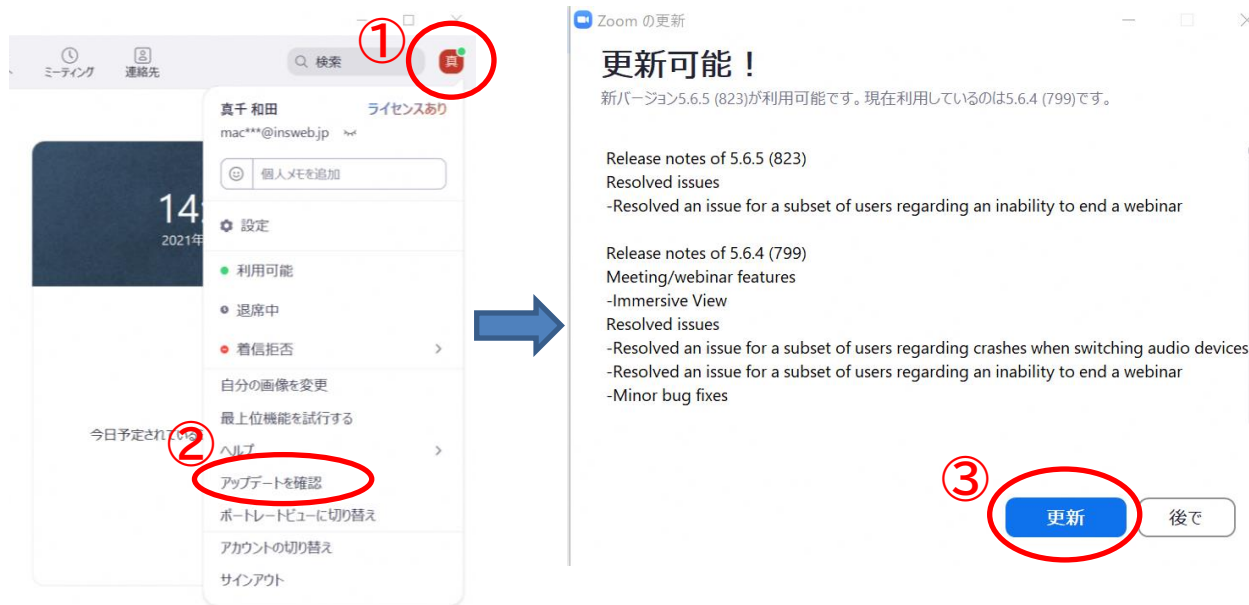 ①
ミーティング
連絡先
検索
真
真千 和田 ライセンスあり
mac***@insweb.jp
個人メモを追加
14:
2021年
設定
利用可能
退席中
着信拒否
自分の画像を変更
最上位機能を試行する
今日予定されている
②
ヘルプ
アップデートを確認
ポートレートビューに切り替え
アカウントの切り替え
サインアウト
Zoom の更新
更新可能！
新バージョン5.6.5 (823)が利用可能です。現在利用しているのは5.6.4 (799)です。
Release notes of 5.6.5 (823)
Resolved issues
-Resolved an issue for a subset of users regarding an inability to end a webinar
Release notes of 5.6.4 (799)
Meeting/webinar features
-Immersive View
Resolved issues
-Resolved an issue for a subset of users regarding crashes when switching audio devices
-Resolved an issue for a subset of users regarding an inability to end a webinar
-Minor bug fixes
③
更新
後で